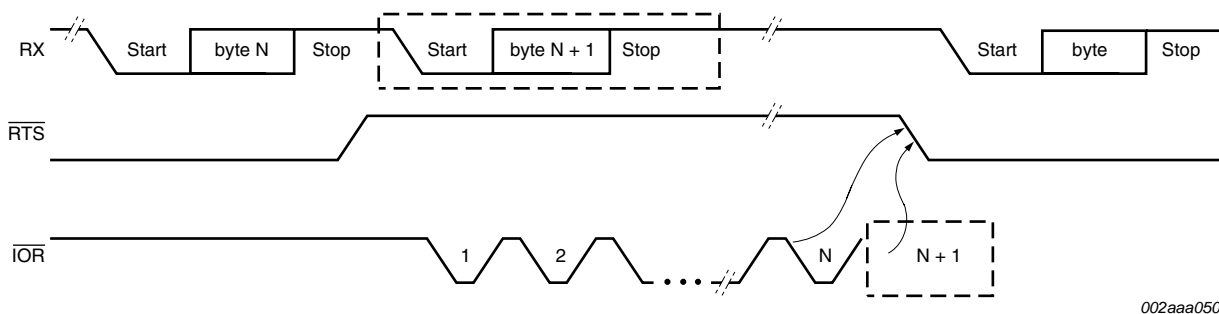 RX Start byte N Stop Start byte N + 1 Stop Start byte Stop
RTS
IOR 1 2 N N + 1
002aaa050